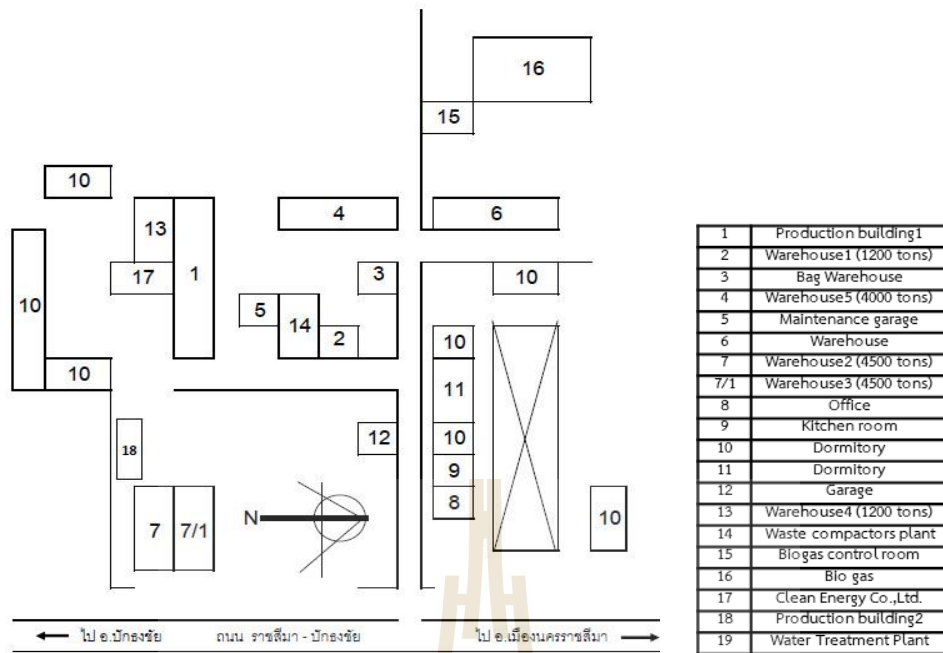 16
15
10
4
6
13
17
1
3
10
10
5
14
2
10
10
11
18
12
10
9
8
7
7/1
N
10
ไป อ.ปักธงชัย
ถนน ราชสีมา - ปักธงชัย
ไป อ.เมืองนครราชสีมา
1 Production building1
2 Warehouse1 (1200 tons)
3 Bag Warehouse
4 Warehouse5 (4000 tons)
5 Maintenance garage
6 Warehouse
7 Warehouse2 (4500 tons)
7/1 Warehouse3 (4500 tons)
8 Office
9 Kitchen room
10 Dormitory
11 Dormitory
12 Garage
13 Warehouse4 (1200 tons)
14 Waste compactors plant
15 Biogas control room
16 Bio gas
17 Clean Energy Co.,Ltd.
18 Production building2
19 Water Treatment Plant